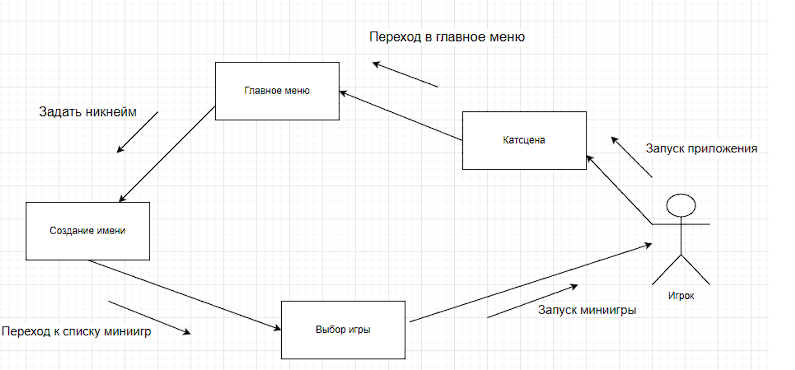 Переход в главное меню
Главное меню
Задать никнейм
Катсцена
Запуск приложения
Создание имени
Игрок
Запуск миниигры
Переход к списку миниигр
Выбор игры